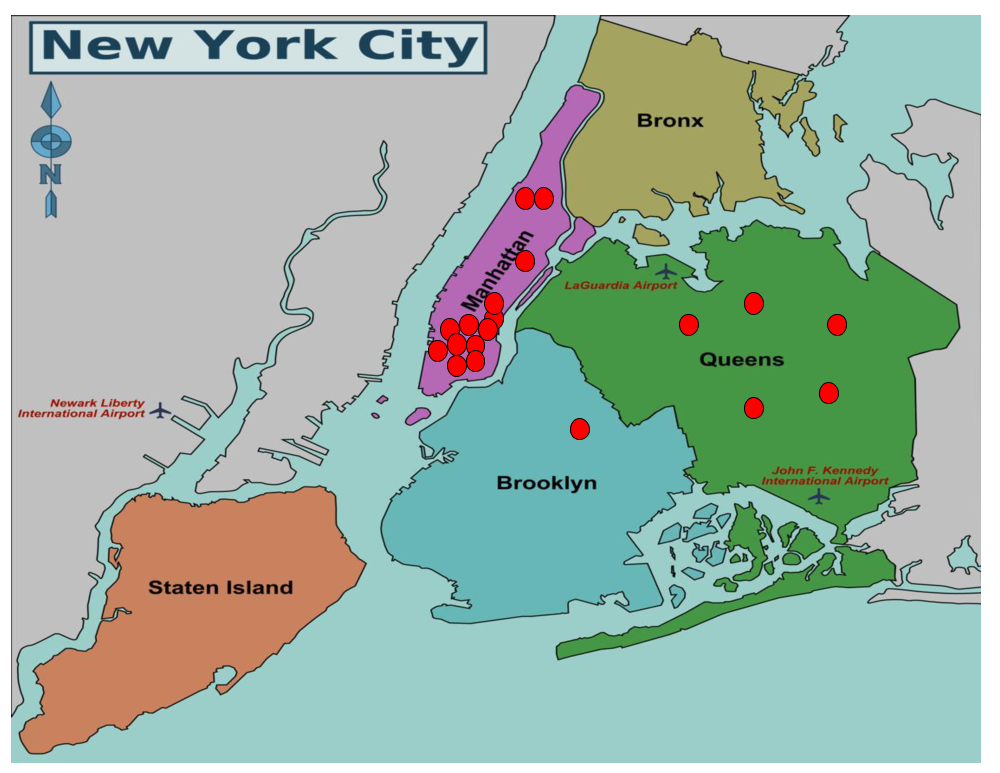 New York City
N
Bronx
Manhattan
LaGuardia Airport
Queens
Newark Liberty
International Airport
John F. Kennedy
International Airport
Brooklyn
Staten Island